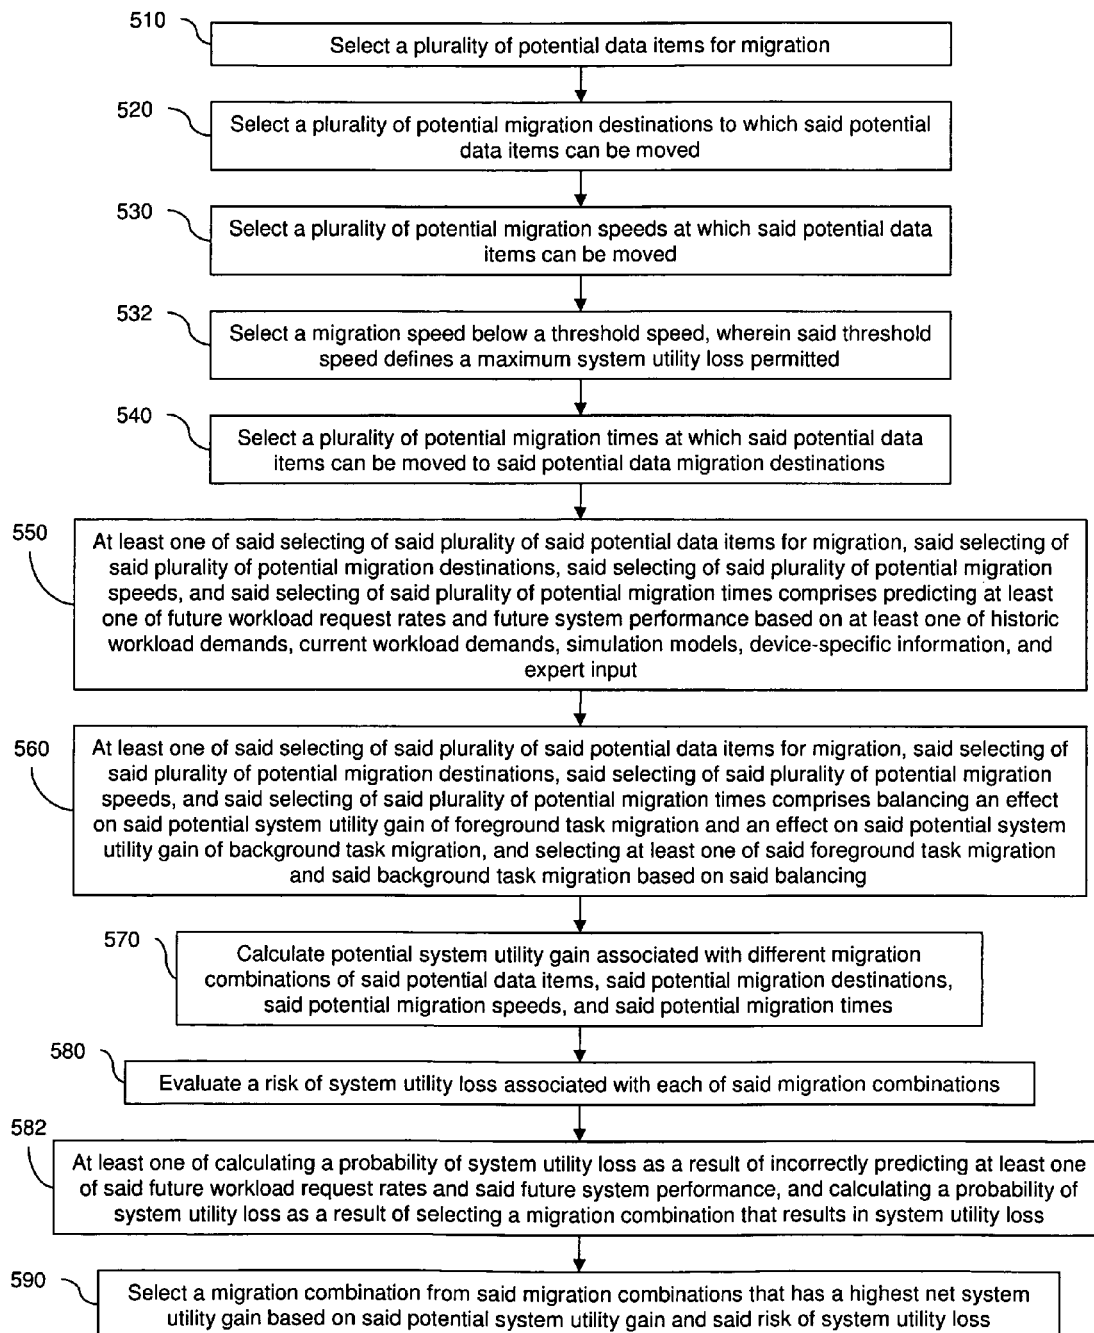 510
Select a plurality of potential data items for migration
520
Select a plurality of potential migration destinations to which said potential
data items can be moved
530
Select a plurality of potential migration speeds at which said potential data
items can be moved
532
Select a migration speed below a threshold speed, wherein said threshold
speed defines a maximum system utility loss permitted
540
Select a plurality of potential migration times at which said potential data
items can be moved to said potential data migration destinations
550
At least one of said selecting of said plurality of said potential data items for migration, said selecting of
said plurality of potential migration destinations, said selecting of said plurality of potential migration
speeds, and said selecting of said plurality of potential migration times comprises predicting at least
one of future workload request rates and future system performance based on at least one of historic
workload demands, current workload demands, simulation models, device-specific information, and
expert input
560
At least one of said selecting of said plurality of said potential data items for migration, said selecting of
said plurality of potential migration destinations, said selecting of said plurality of potential migration
speeds, and said selecting of said plurality of potential migration times comprises balancing an effect
on said potential system utility gain of foreground task migration and an effect on said potential system
utility gain of background task migration, and selecting at least one of said foreground task migration
and said background task migration based on said balancing
570
Calculate potential system utility gain associated with different migration
combinations of said potential data items, said potential migration destinations,
said potential migration speeds, and said potential migration times
580
Evaluate a risk of system utility loss associated with each of said migration combinations
582
At least one of calculating a probability of system utility loss as a result of incorrectly predicting at least one
of said future workload request rates and said future system performance, and calculating a probability of
system utility loss as a result of selecting a migration combination that results in system utility loss
590
Select a migration combination from said migration combinations that has a highest net system
utility gain based on said potential system utility gain and said risk of system utility loss